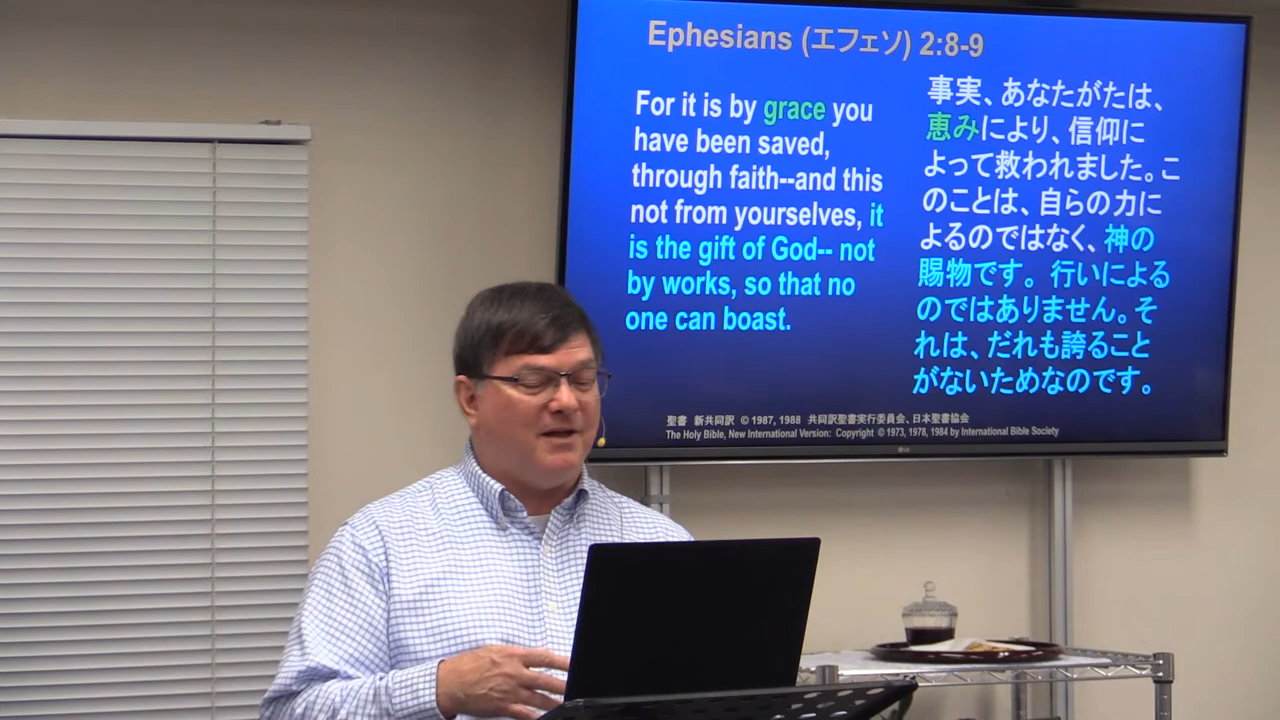 Ephesians (エフェソ) 2:8-9
For it is by grace you
have been saved,
through faith--and this
not from yourselves, it
is the gift of God-- not
by works, so that no
one can boast.
事実、あなたがたは、
恵みにより、信仰に
よって救われました。こ
のことは、自らの力に
よるのではなく、神の
賜物です。 行いによる
のではありません。そ
れは、だれも誇ること
がないためなのです。
聖書 新共同訳 © 1987, 1988 共同訳聖書実行委員会、日本聖書協会
The Holy Bible, New International Version: Copyright © 1973, 1978, 1984 by International Bible Society
LG